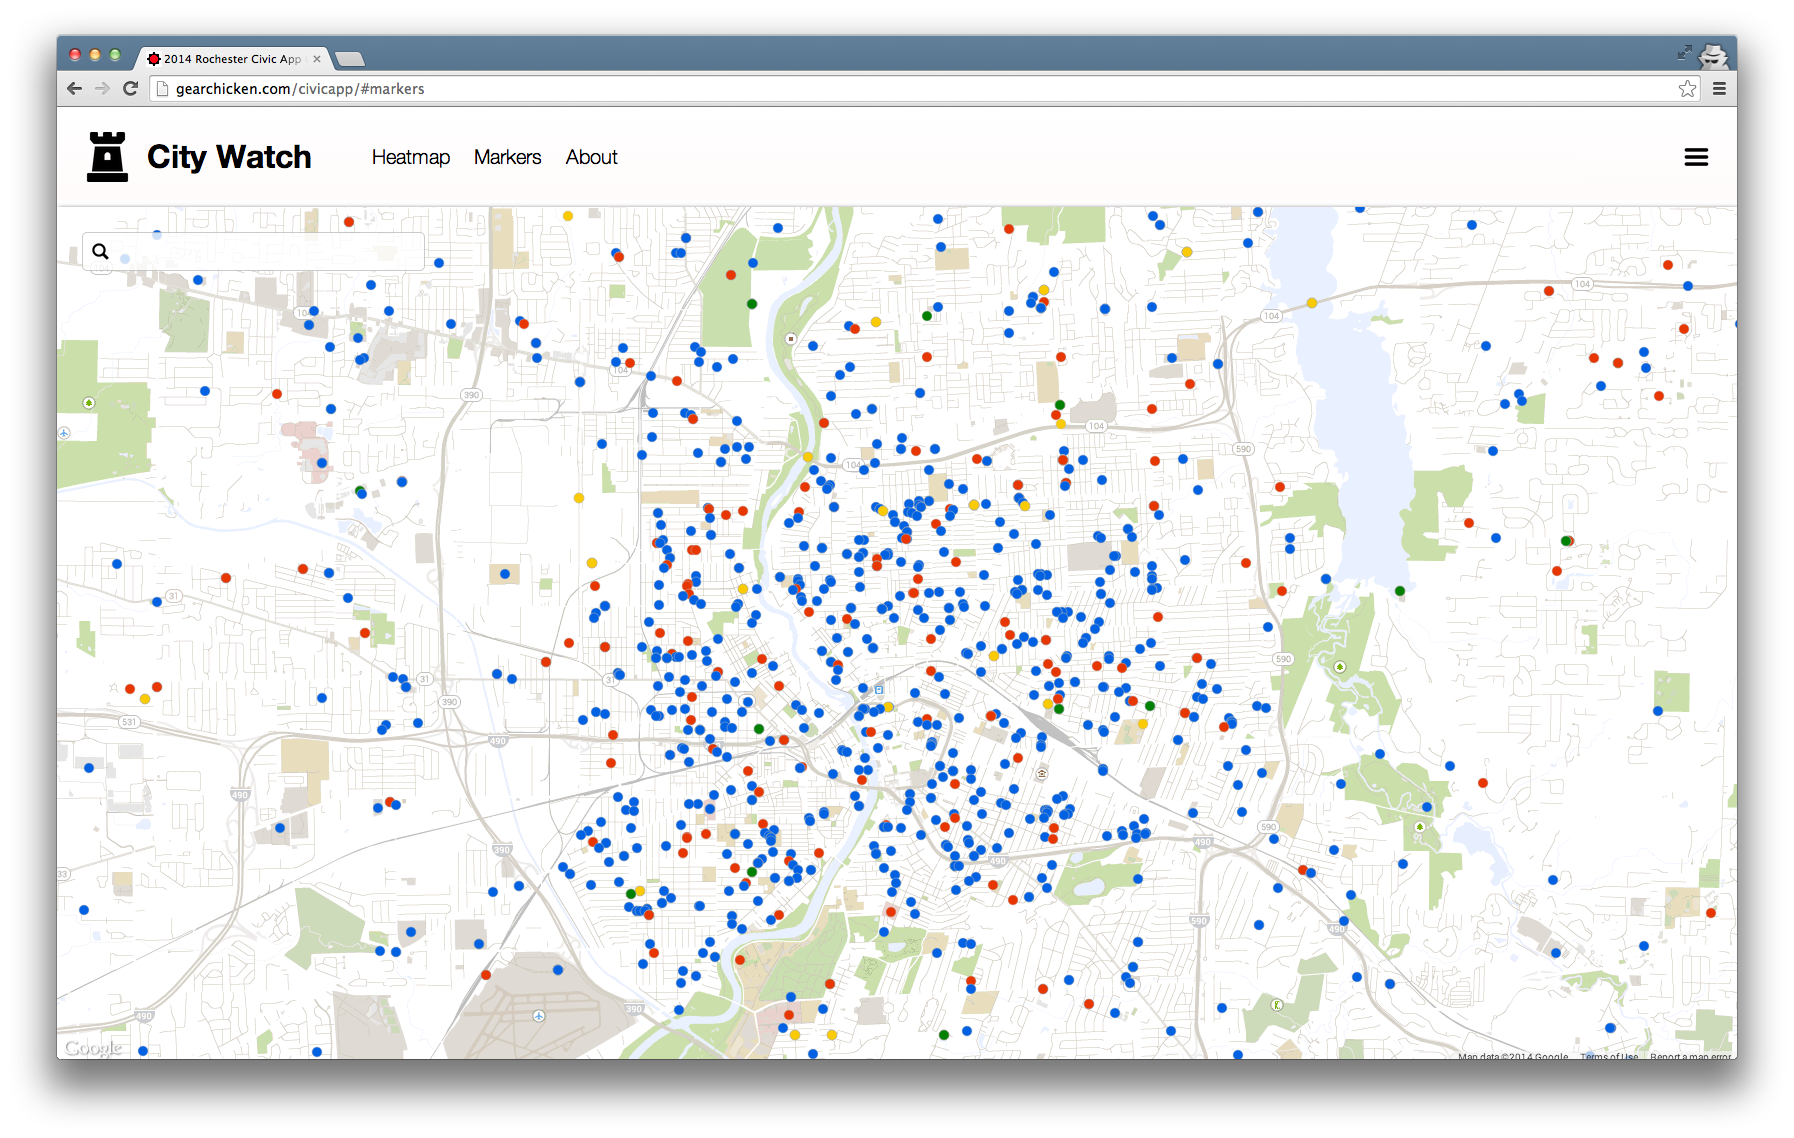 2014 Rochester Civic App
gearchicken.com/civicapp/#markers
City Watch
Heatmap
Markers
About
104
104
104
104
104
104
390
590
31
31
31
590
390
531
490
490
590
390
490
490
33
590
490
390
490
Google
Map data ©2014 Google
Terms of Use
Report a map error